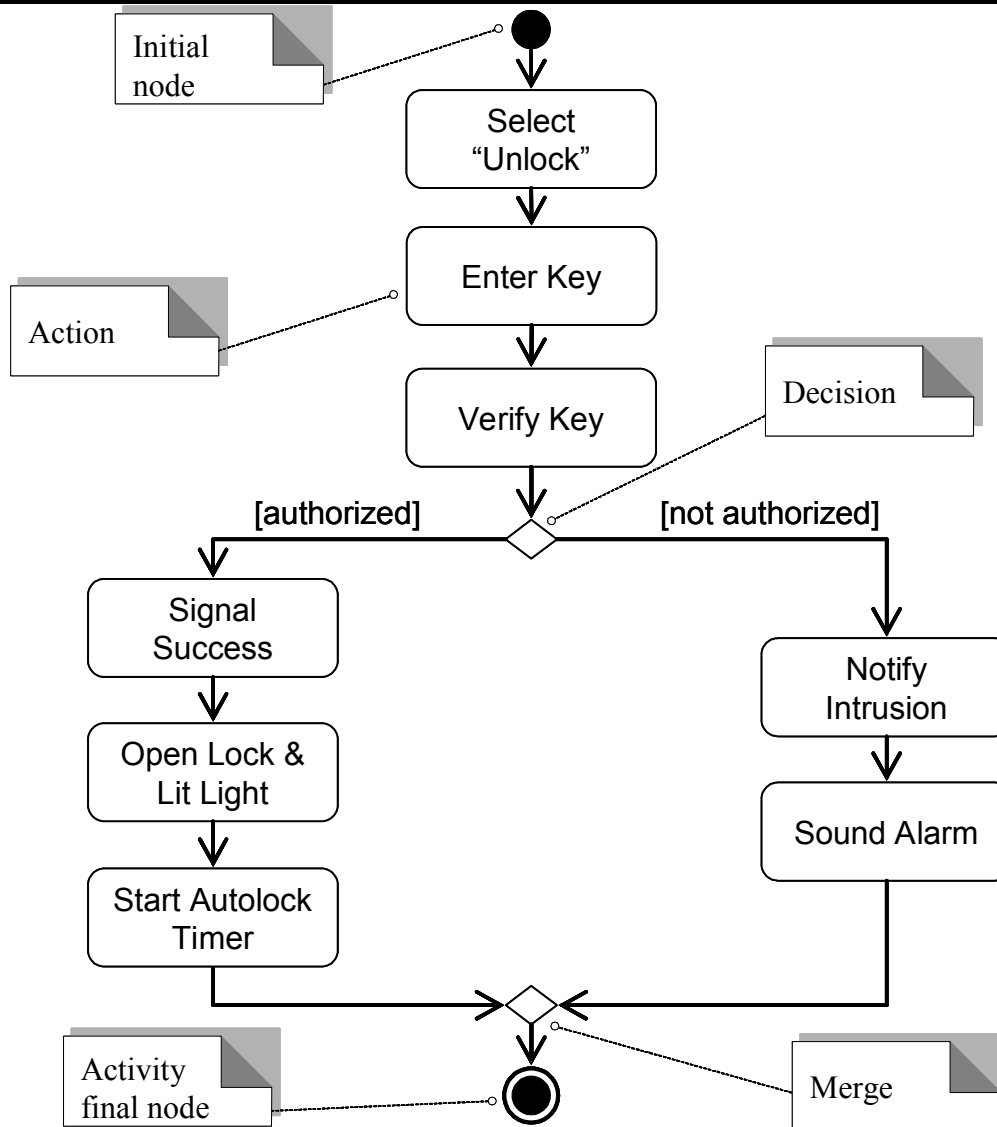 Initial
node
Select
“Unlock”
Enter Key
Action
Verify Key
Decision
[authorized]
[not authorized]
Signal
Success
Notify
Intrusion
Open Lock &
Lit Light
Sound Alarm
Start Autolock
Timer
Activity
final node
Merge